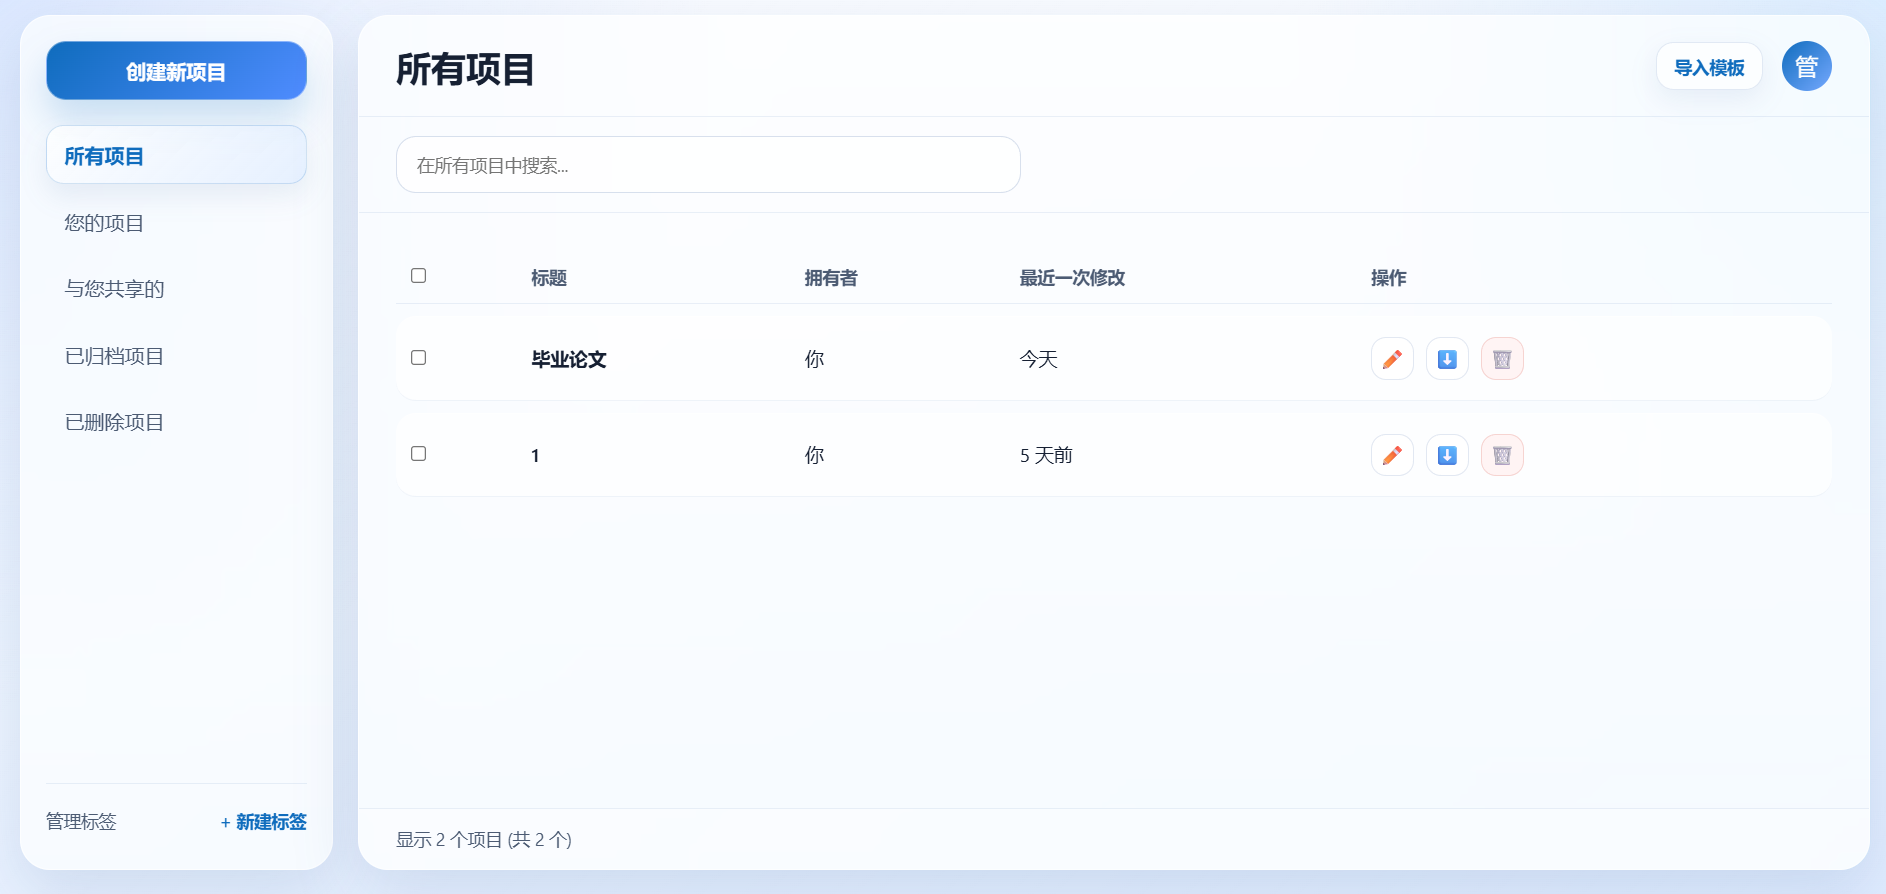 创建新项目
所有项目
您的项目
与您共享的
已归档项目
已删除项目
管理标签 + 新建标签
所有项目
导入模板 管
在所有项目中搜索...
标题 拥有者 最近一次修改 操作
毕业论文 你 今天
1 你 5 天前
显示 2 个项目 (共 2 个)